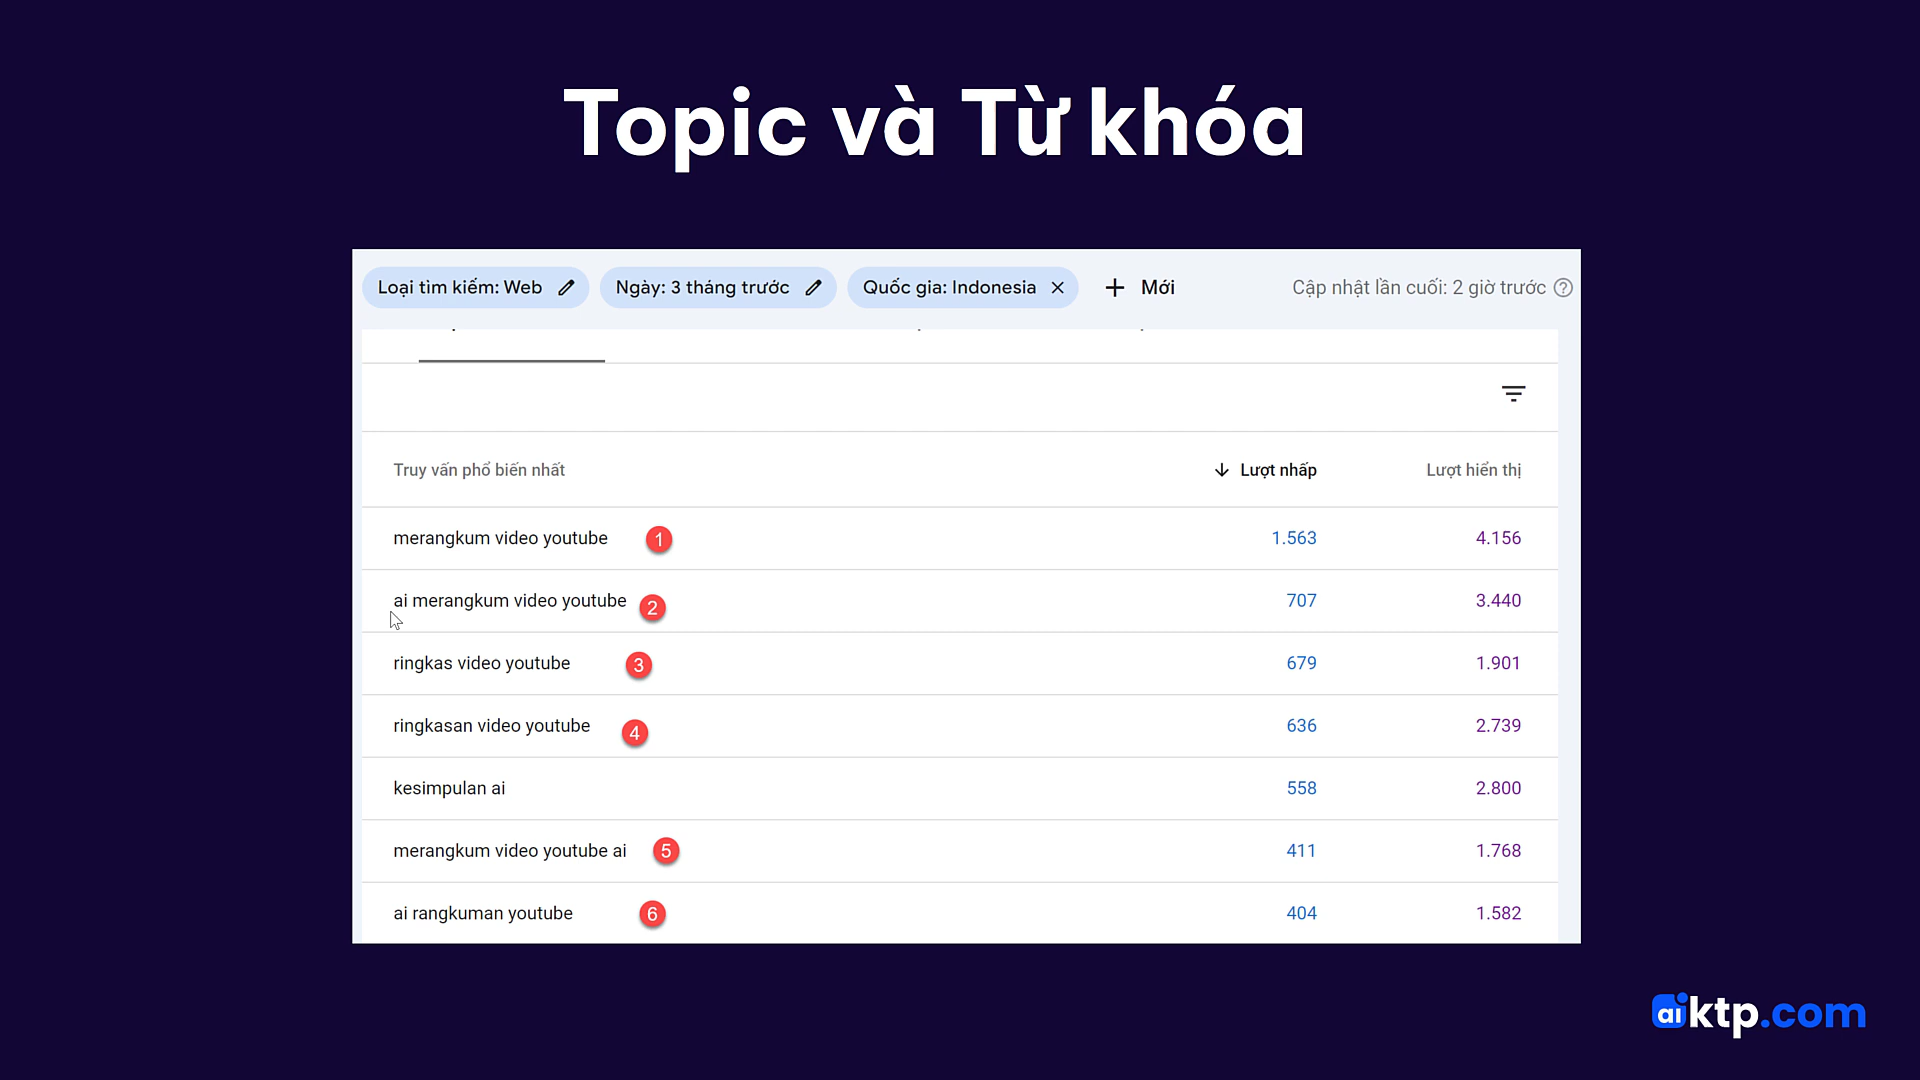 Topic và Từ khóa
Loại tìm kiếm: Web Ngày: 3 tháng trước Quốc gia: Indonesia Mới Cập nhật lần cuối: 2 giờ trước
Truy vấn phổ biến nhất Lượt nhấp Lượt hiển thị
merangkum video youtube 1 1.563 4.156
ai merangkum video youtube 2 707 3.440
ringkas video youtube 3 679 1.901
ringkasan video youtube 4 636 2.739
kesimpulan ai 558 2.800
merangkum video youtube ai 5 411 1.768
ai rangkuman youtube 6 404 1.582
aiktp.com